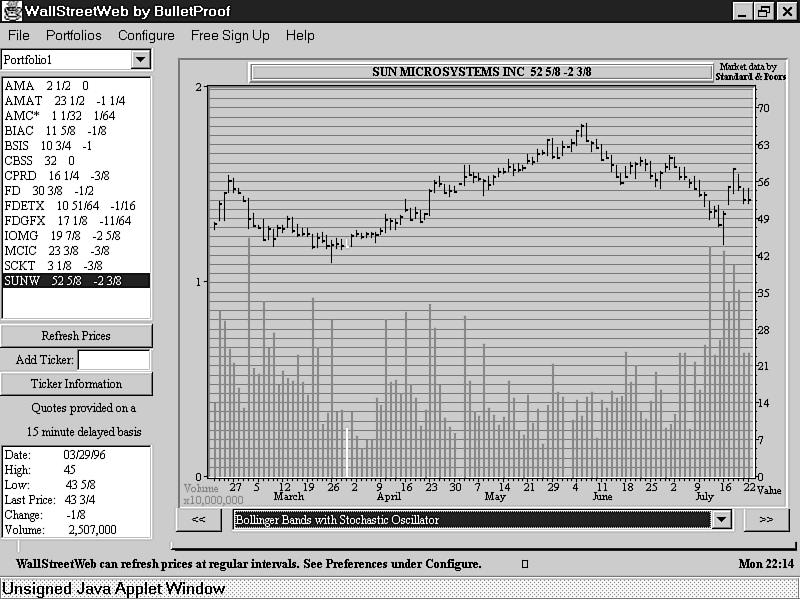 WallStreetWeb by BulletProof
File Portfolios Configure Free Sign Up Help
Portfolio1
AMA 2 1/2 0
AMAT 23 1/2 -1 1/4
AMC* 1 1/32 1/64
BIAC 11 5/8 -1/8
BSIS 10 3/4 -1
CBSS 32 0
CPRD 16 1/4 -3/8
FD 30 3/8 -1/2
FDETX 10 51/64 -1/16
FDGFX 17 1/8 -11/64
IOMG 19 7/8 -2 5/8
MCIC 23 3/8 -3/8
SCKT 3 1/8 -3/8
SUNW 52 5/8 -2 3/8
Refresh Prices
Add Ticker:
Ticker Information
Quotes provided on a
15 minute delayed basis
Date: 03/29/96
High: 45
Low: 43 5/8
Last Price: 43 3/4
Change: -1/8
Volume: 2,507,000
SUN MICROSYSTEMS INC 52 5/8 -2 3/8
Market data by
Standard & Poors
2
1
0
70
63
56
49
42
35
28
21
14
7
0
27 5 12 19 26 2 9 16 23 30 7 14 21 29 4 11 18 25 2 9 16 22
Volume
x10,000,000
March April May June July
Value
<<
Bollinger Bands with Stochastic Oscillator
>>
WallStreetWeb can refresh prices at regular intervals. See Preferences under Configure.
Mon 22:14
Unsigned Java Applet Window